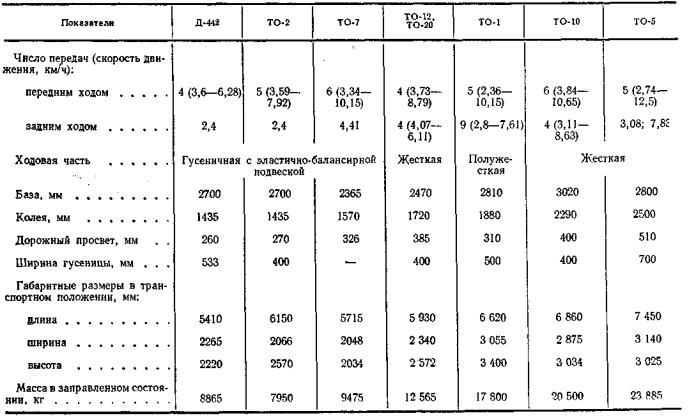 Показатели Д-442 ТО-2 ТО-7 ТО-12, ТО-20 ТО-1 ТО-10 ТО-5
Число передач (скорость движения, км/ч):
передним ходом . . . . . 4 (3,6—6,28) 5 (3,59—7,92) 6 (3,34—10,15) 4 (3,73—8,79) 5 (2,36—10,15) 6 (3,84—10,65) 5 (2,74—12,5)
задним ходом . . . . . . 2,4 2,4 4,41 4 (4,07—6,11) 9 (2,8—7,61) 4 (3,11—8,63) 3,08; 7,83
Ходовая часть . . . . . . Гусеничная с эластично-балансирной подвеской Жесткая Полужесткая Жесткая
База, мм . . . . . . . . . 2700 2700 2365 2470 2810 3020 2800
Колея, мм . . . . . . . . 1435 1435 1570 1720 1880 2290 2500
Дорожный просвет, мм . . 260 270 326 385 310 400 510
Ширина гусеницы, мм . . . 533 400 — 400 500 400 700
Габаритные размеры в транспортном положении, мм:
длина . . . . . . . . . . 5410 6150 5715 5 930 6 620 6 860 7 450
ширина . . . . . . . . . 2265 2066 2048 2 340 3 055 2 875 3 140
высота . . . . . . . . . 2220 2570 2034 2 572 3 400 3 034 3 025
Масса в заправленном состоянии, кг . . . . . . . . . . . 8865 7950 9475 12 565 17 800 20 500 23 885